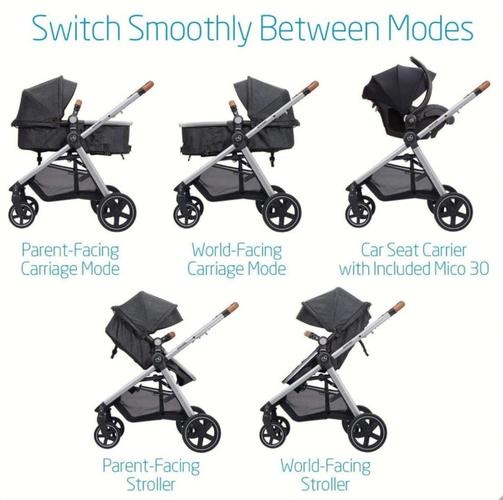 Switch Smoothly Between Modes
Parent-Facing
Carriage Mode
World-Facing
Carriage Mode
Car Seat Carrier
with Included Mico 30
Parent-Facing
Stroller
World-Facing
Stroller